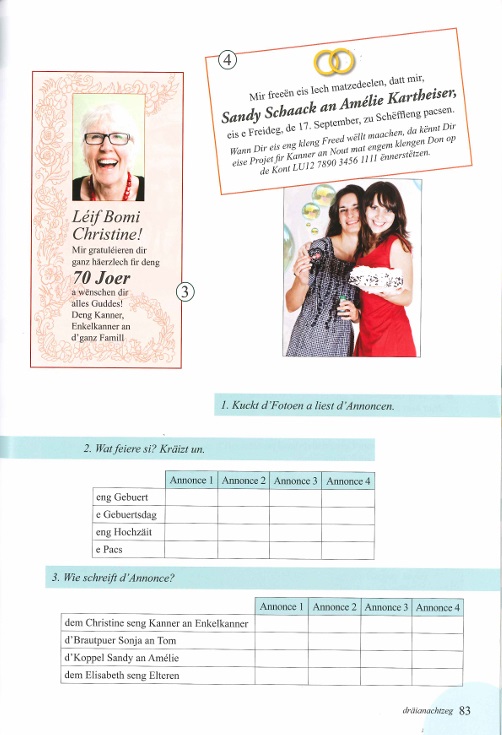 4
Mir freeën eis Iech matzedeelen, datt mir,
Sandy Schaack an Amélie Kartheiser,
eis e Freideg, de 17. September, zu Schëffleng pacsen.
Wann Dir eis eng kleng Freed wëllt maachen, da kënnt Dir
eise Projet fir Kanner an Nout mat engem klengen Don op
de Kont LU12 7890 3456 1111 ënnerstëtzen.
Léif Bomi
Christine!
Mir gratuléieren dir
ganz häerzlech fir deng
70 Joer
a wënschen dir
alles Guddes!
Deng Kanner,
Enkelkanner an
d'ganz Famill
3
1. Kuckt d'Fotoen a liest d'Annoncen.
2. Wat feiere si? Kräizt un.
Annonce 1 Annonce 2 Annonce 3 Annonce 4
eng Gebuert
e Gebuertsdag
eng Hochzäit
e Pacs
3. Wie schreift d'Annonce?
Annonce 1 Annonce 2 Annonce 3 Annonce 4
dem Christine seng Kanner an Enkelkanner
d'Brautpuer Sonja an Tom
d'Koppel Sandy an Amélie
dem Elisabeth seng Elteren
dräianachtzeg 83